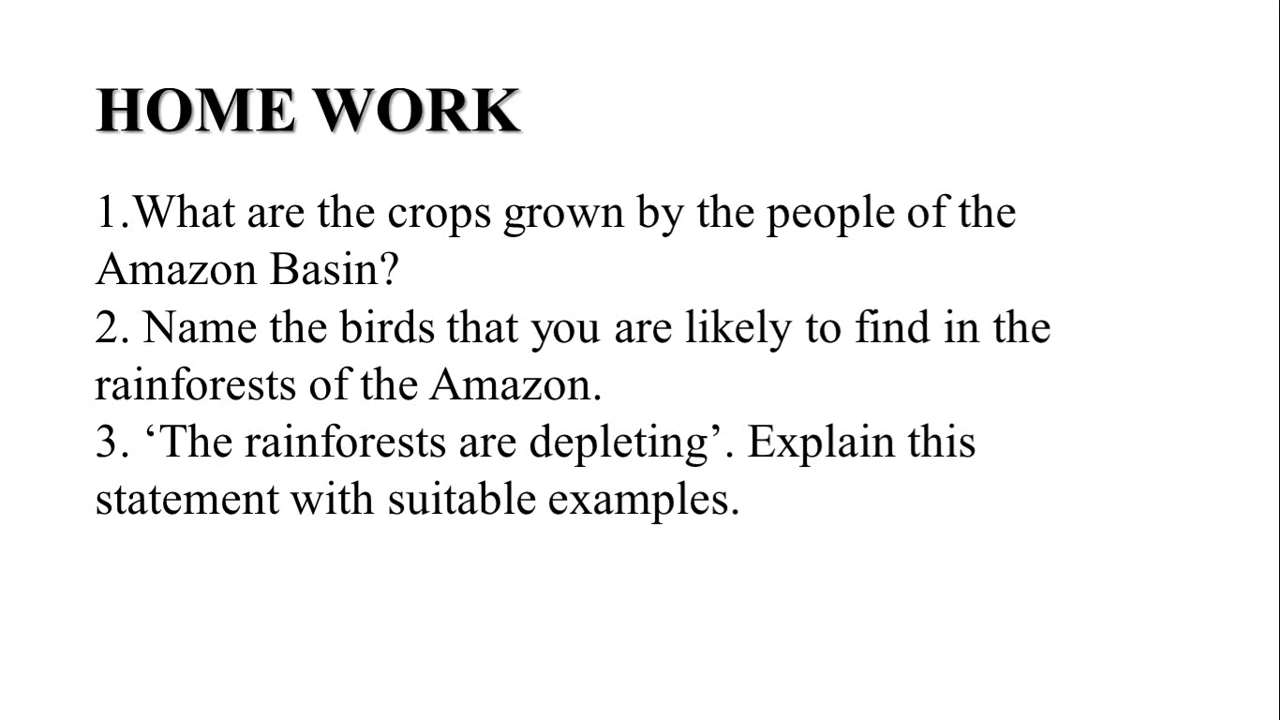 HOME WORK
1.What are the crops grown by the people of the
Amazon Basin?
2. Name the birds that you are likely to find in the
rainforests of the Amazon.
3. ‘The rainforests are depleting’. Explain this
statement with suitable examples.